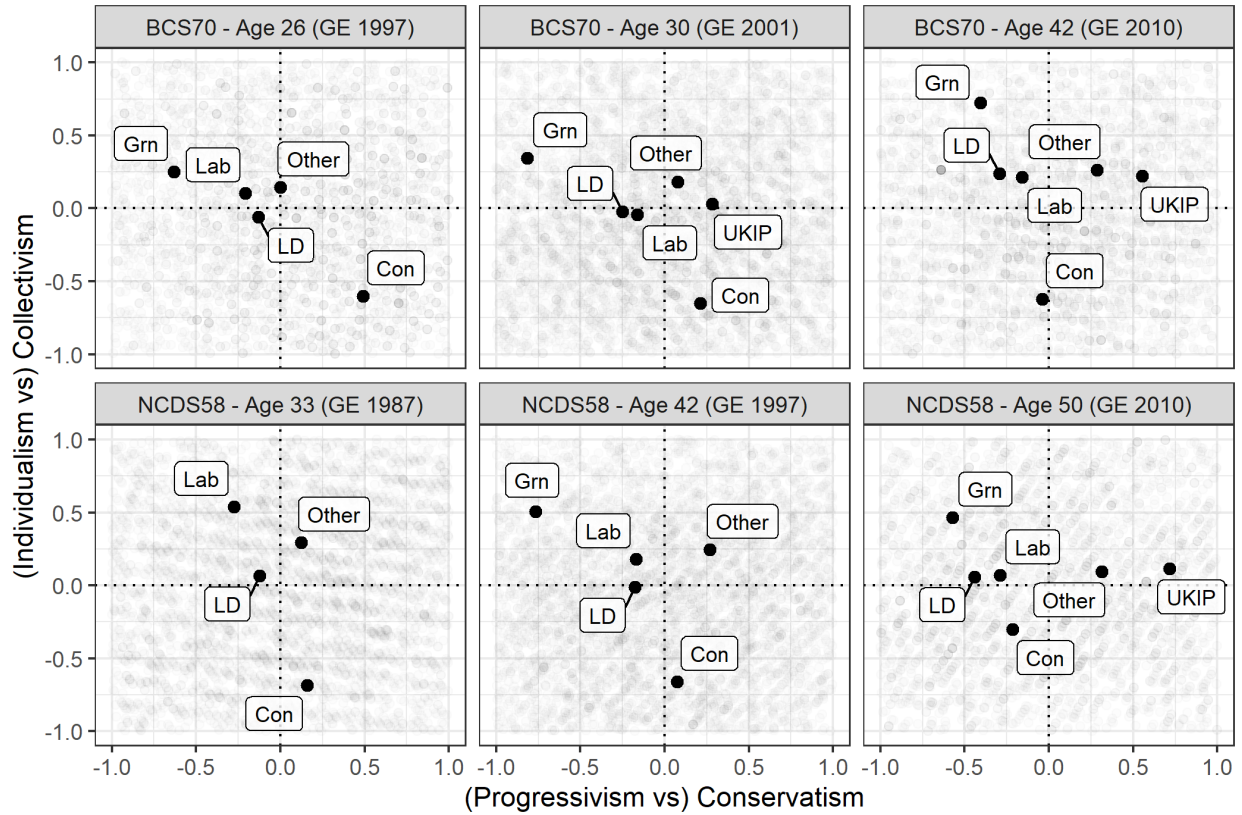 BCS70 - Age 26 (GE 1997)
BCS70 - Age 30 (GE 2001)
BCS70 - Age 42 (GE 2010)
1.0
0.5
0.0
-0.5
-1.0
Grn
Lab
Other
LD
Con
Grn
Other
LD
Lab
UKIP
Con
Grn
LD
Other
Lab
UKIP
Con
(Individualism vs) Collectivism
NCDS58 - Age 33 (GE 1987)
NCDS58 - Age 42 (GE 1997)
NCDS58 - Age 50 (GE 2010)
1.0
0.5
0.0
-0.5
-1.0
Lab
Other
LD
Con
Grn
Lab
Other
LD
Con
Grn
Lab
LD
Other
UKIP
Con
-1.0 -0.5 0.0 0.5 1.0
-1.0 -0.5 0.0 0.5 1.0
-1.0 -0.5 0.0 0.5 1.0
(Progressivism vs) Conservatism